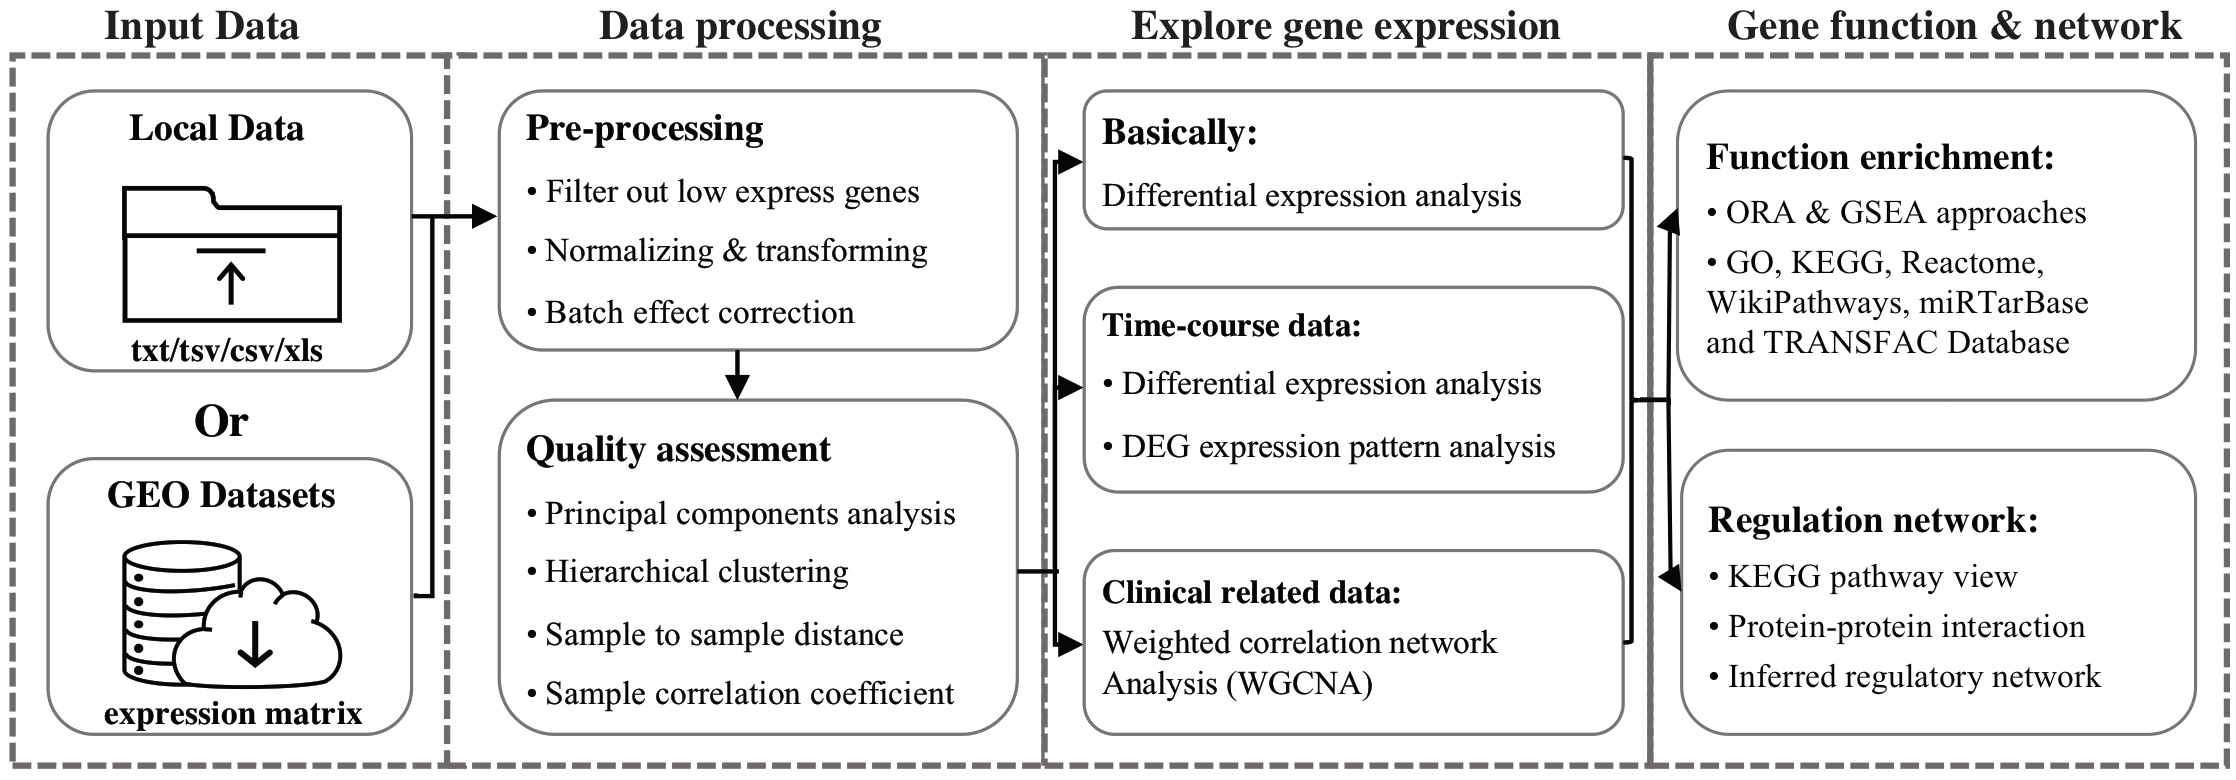 Input Data
Local Data
txt/tsv/csv/xls
Or
GEO Datasets
expression matrix
Data processing
Pre-processing
• Filter out low express genes
• Normalizing & transforming
• Batch effect correction
Quality assessment
• Principal components analysis
• Hierarchical clustering
• Sample to sample distance
• Sample correlation coefficient
Explore gene expression
Basically:
Differential expression analysis
Time-course data:
• Differential expression analysis
• DEG expression pattern analysis
Clinical related data:
Weighted correlation network
Analysis (WGCNA)
Gene function & network
Function enrichment:
• ORA & GSEA approaches
• GO, KEGG, Reactome,
WikiPathways, miRTarBase
and TRANSFAC Database
Regulation network:
• KEGG pathway view
• Protein-protein interaction
• Inferred regulatory network